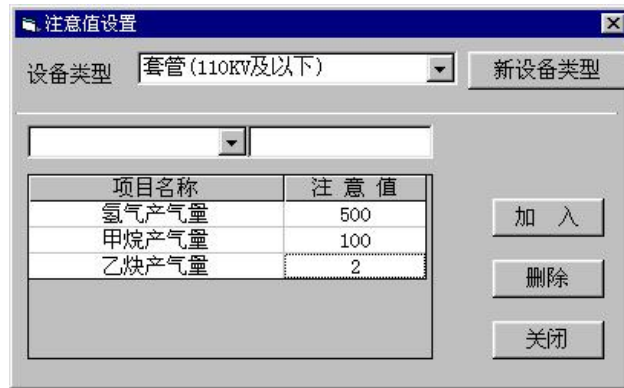 注意值设置
设备类型 套管(110KV及以下) 新设备类型
项目名称 注意值
氢气产气量 500
甲烷产气量 100
乙炔产气量 2
加入
删除
关闭